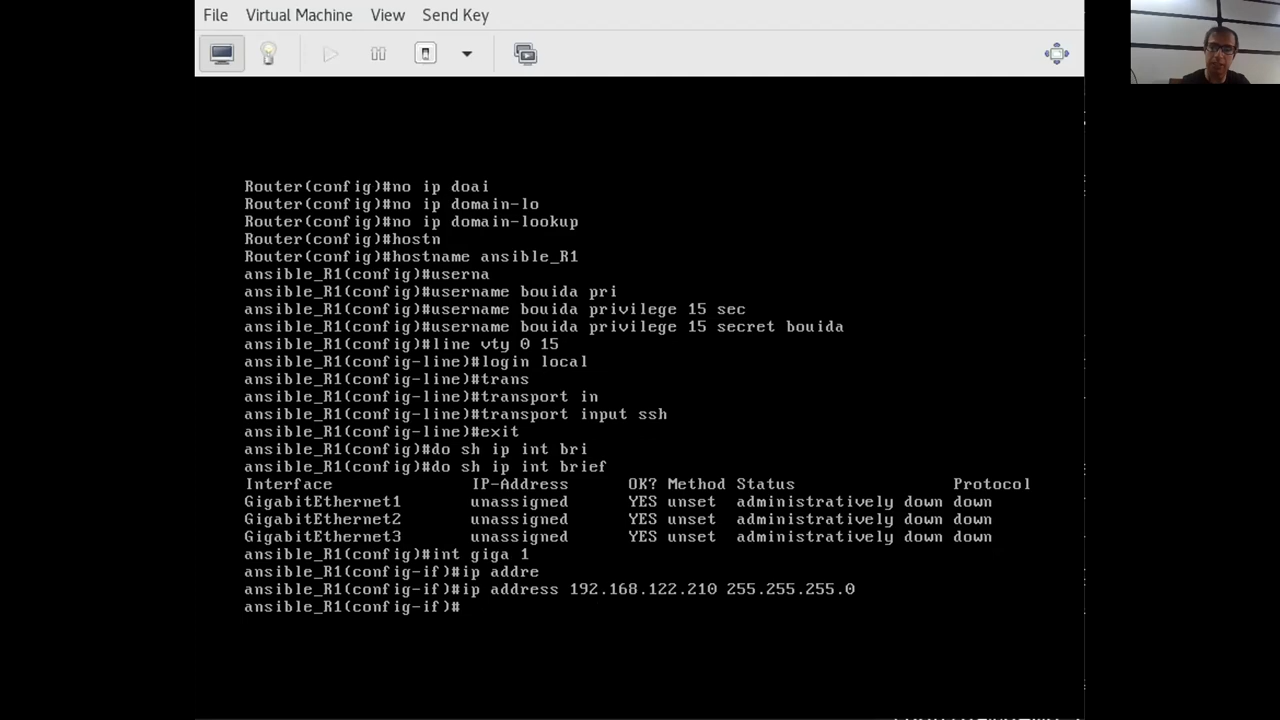 File Virtual Machine View Send Key
Router(config)#no ip doai
Router(config)#no ip domain-lo
Router(config)#no ip domain-lookup
Router(config)#hostn
Router(config)#hostname ansible_R1
ansible_R1(config)#userna
ansible_R1(config)#username bouida pri
ansible_R1(config)#username bouida privilege 15 sec
ansible_R1(config)#username bouida privilege 15 secret bouida
ansible_R1(config)#line vty 0 15
ansible_R1(config-line)#login local
ansible_R1(config-line)#trans
ansible_R1(config-line)#transport in
ansible_R1(config-line)#transport input ssh
ansible_R1(config-line)#exit
ansible_R1(config)#do sh ip int bri
ansible_R1(config)#do sh ip int brief
Interface IP-Address OK? Method Status Protocol
GigabitEthernet1 unassigned YES unset administratively down down
GigabitEthernet2 unassigned YES unset administratively down down
GigabitEthernet3 unassigned YES unset administratively down down
ansible_R1(config)#int giga 1
ansible_R1(config-if)#ip addre
ansible_R1(config-if)#ip address 192.168.122.210 255.255.255.0
ansible_R1(config-if)#